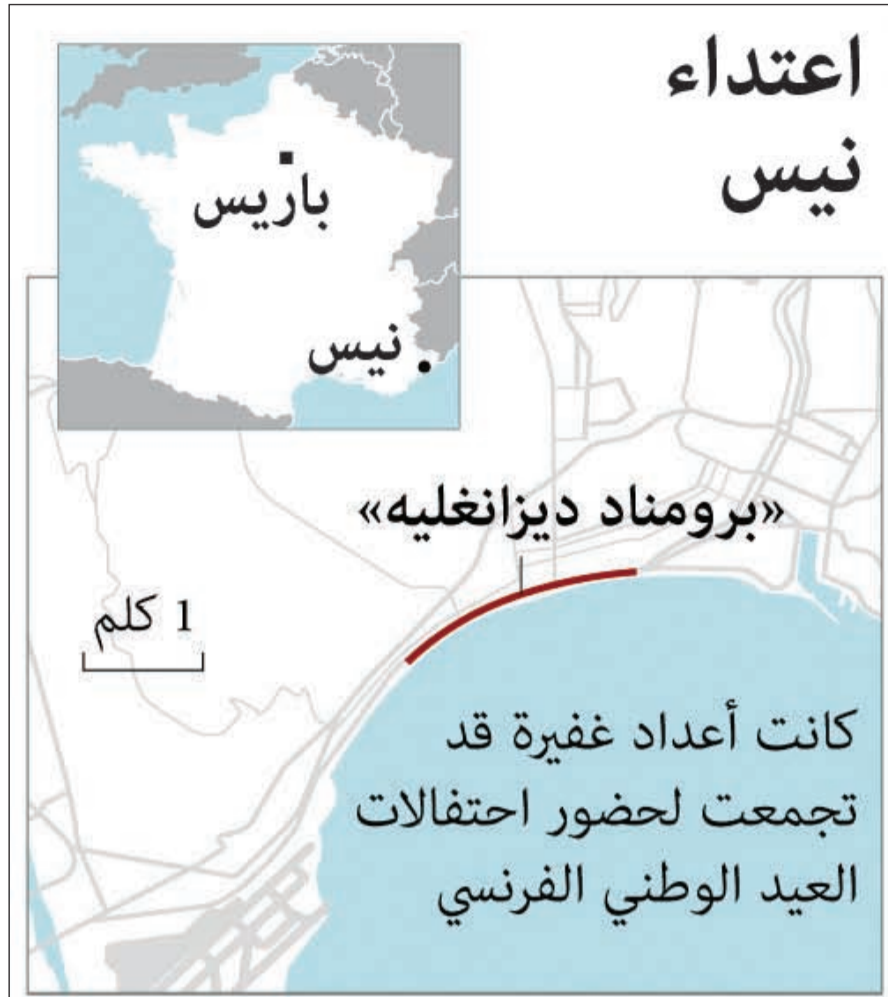 اعتداء
نيس
باريس
نيس
«برومناد ديزانغليه»
1 كلم
كانت أعداد غفيرة قد
تجمعت لحضور احتفالات
العيد الوطني الفرنسي